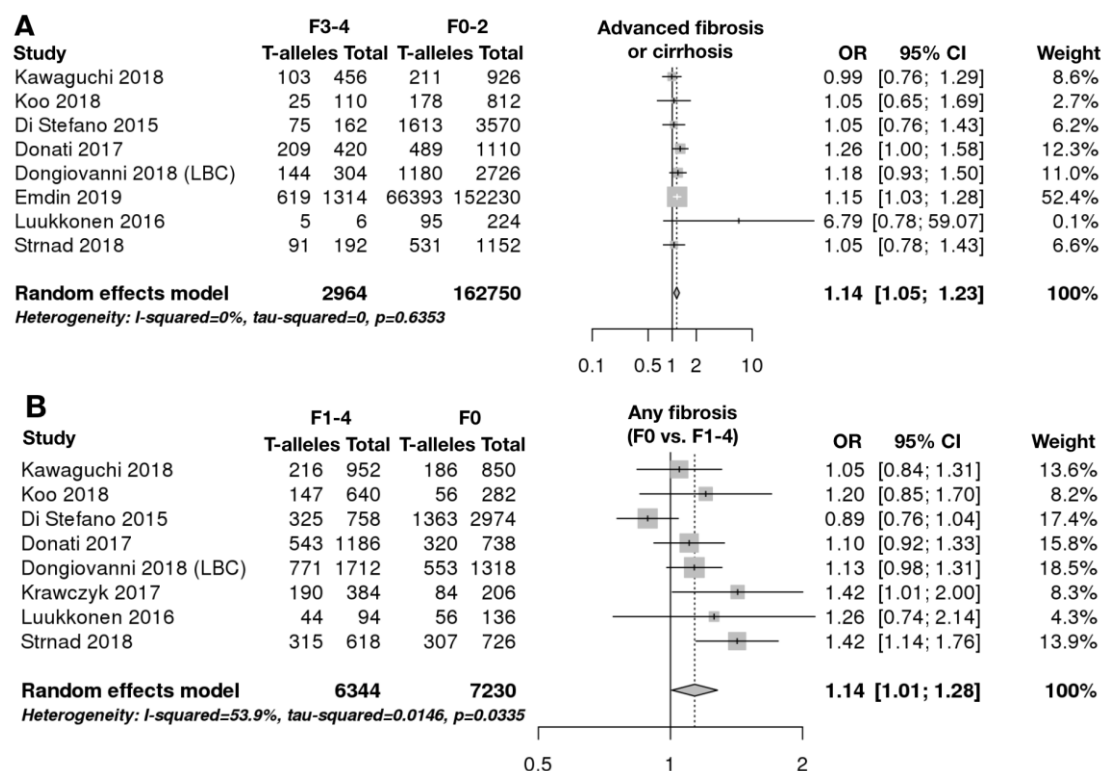 A
F3-4 F0-2 Advanced fibrosis
Study T-alleles Total T-alleles Total or cirrhosis OR 95% CI Weight
Kawaguchi 2018 103 456 211 926 0.99 [0.76; 1.29] 8.6%
Koo 2018 25 110 178 812 1.05 [0.65; 1.69] 2.7%
Di Stefano 2015 75 162 1613 3570 1.05 [0.76; 1.43] 6.2%
Donati 2017 209 420 489 1110 1.26 [1.00; 1.58] 12.3%
Dongiovanni 2018 (LBC) 144 304 1180 2726 1.18 [0.93; 1.50] 11.0%
Emdin 2019 619 1314 66393 152230 1.15 [1.03; 1.28] 52.4%
Luukkonen 2016 5 6 95 224 6.79 [0.78; 59.07] 0.1%
Strnad 2018 91 192 531 1152 1.05 [0.78; 1.43] 6.6%
Random effects model 2964 162750 1.14 [1.05; 1.23] 100%
Heterogeneity: I-squared=0%, tau-squared=0, p=0.6353
0.1 0.5 1 2 10
B
F1-4 F0 Any fibrosis
Study T-alleles Total T-alleles Total (F0 vs. F1-4) OR 95% CI Weight
Kawaguchi 2018 216 952 186 850 1.05 [0.84; 1.31] 13.6%
Koo 2018 147 640 56 282 1.20 [0.85; 1.70] 8.2%
Di Stefano 2015 325 758 1363 2974 0.89 [0.76; 1.04] 17.4%
Donati 2017 543 1186 320 738 1.10 [0.92; 1.33] 15.8%
Dongiovanni 2018 (LBC) 771 1712 553 1318 1.13 [0.98; 1.31] 18.5%
Krawczyk 2017 190 384 84 206 1.42 [1.01; 2.00] 8.3%
Luukkonen 2016 44 94 56 136 1.26 [0.74; 2.14] 4.3%
Strnad 2018 315 618 307 726 1.42 [1.14; 1.76] 13.9%
Random effects model 6344 7230 1.14 [1.01; 1.28] 100%
Heterogeneity: I-squared=53.9%, tau-squared=0.0146, p=0.0335
0.5 1 2